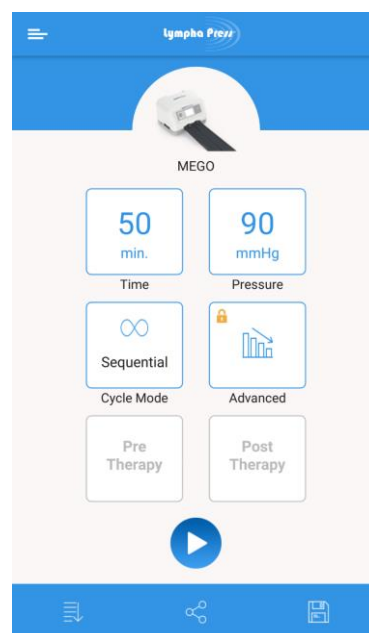 Lympha Press
MEGO
50
90
min.
mmHg
Time
Pressure
Sequential
Cycle Mode
Advanced
Pre
Therapy
Post
Therapy